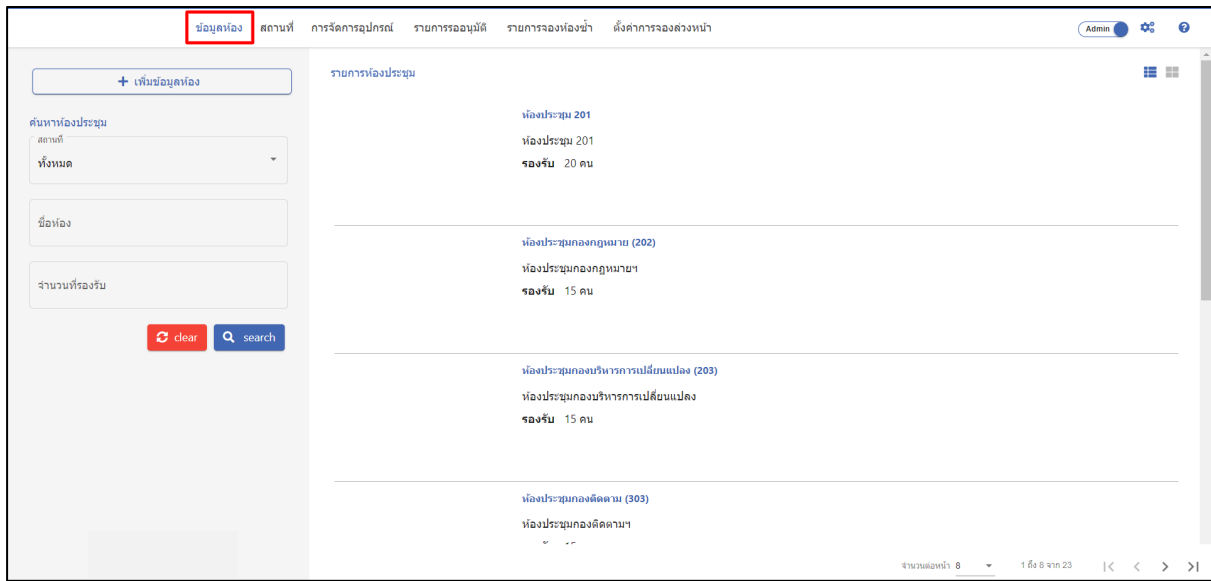 ข้อมูลห้อง สถานที่ การจัดการอุปกรณ์ รายการรออนุมัติ รายการจองห้องซ้ำ ตั้งค่าการจองล่วงหน้า Admin
+ เพิ่มข้อมูลห้อง
ค้นหาห้องประชุม
สถานที่
ทั้งหมด
ชื่อห้อง
จำนวนที่รองรับ
clear search
รายการห้องประชุม
ห้องประชุม 201
ห้องประชุม 201
รองรับ 20 คน
ห้องประชุมกองกฎหมาย (202)
ห้องประชุมกองกฎหมายฯ
รองรับ 15 คน
ห้องประชุมกองบริหารการเปลี่ยนแปลง (203)
ห้องประชุมกองบริหารการเปลี่ยนแปลง
รองรับ 15 คน
ห้องประชุมกองติดตาม (303)
ห้องประชุมกองติดตามฯ
จำนวนต่อหน้า 8 1 ถึง 8 จาก 23